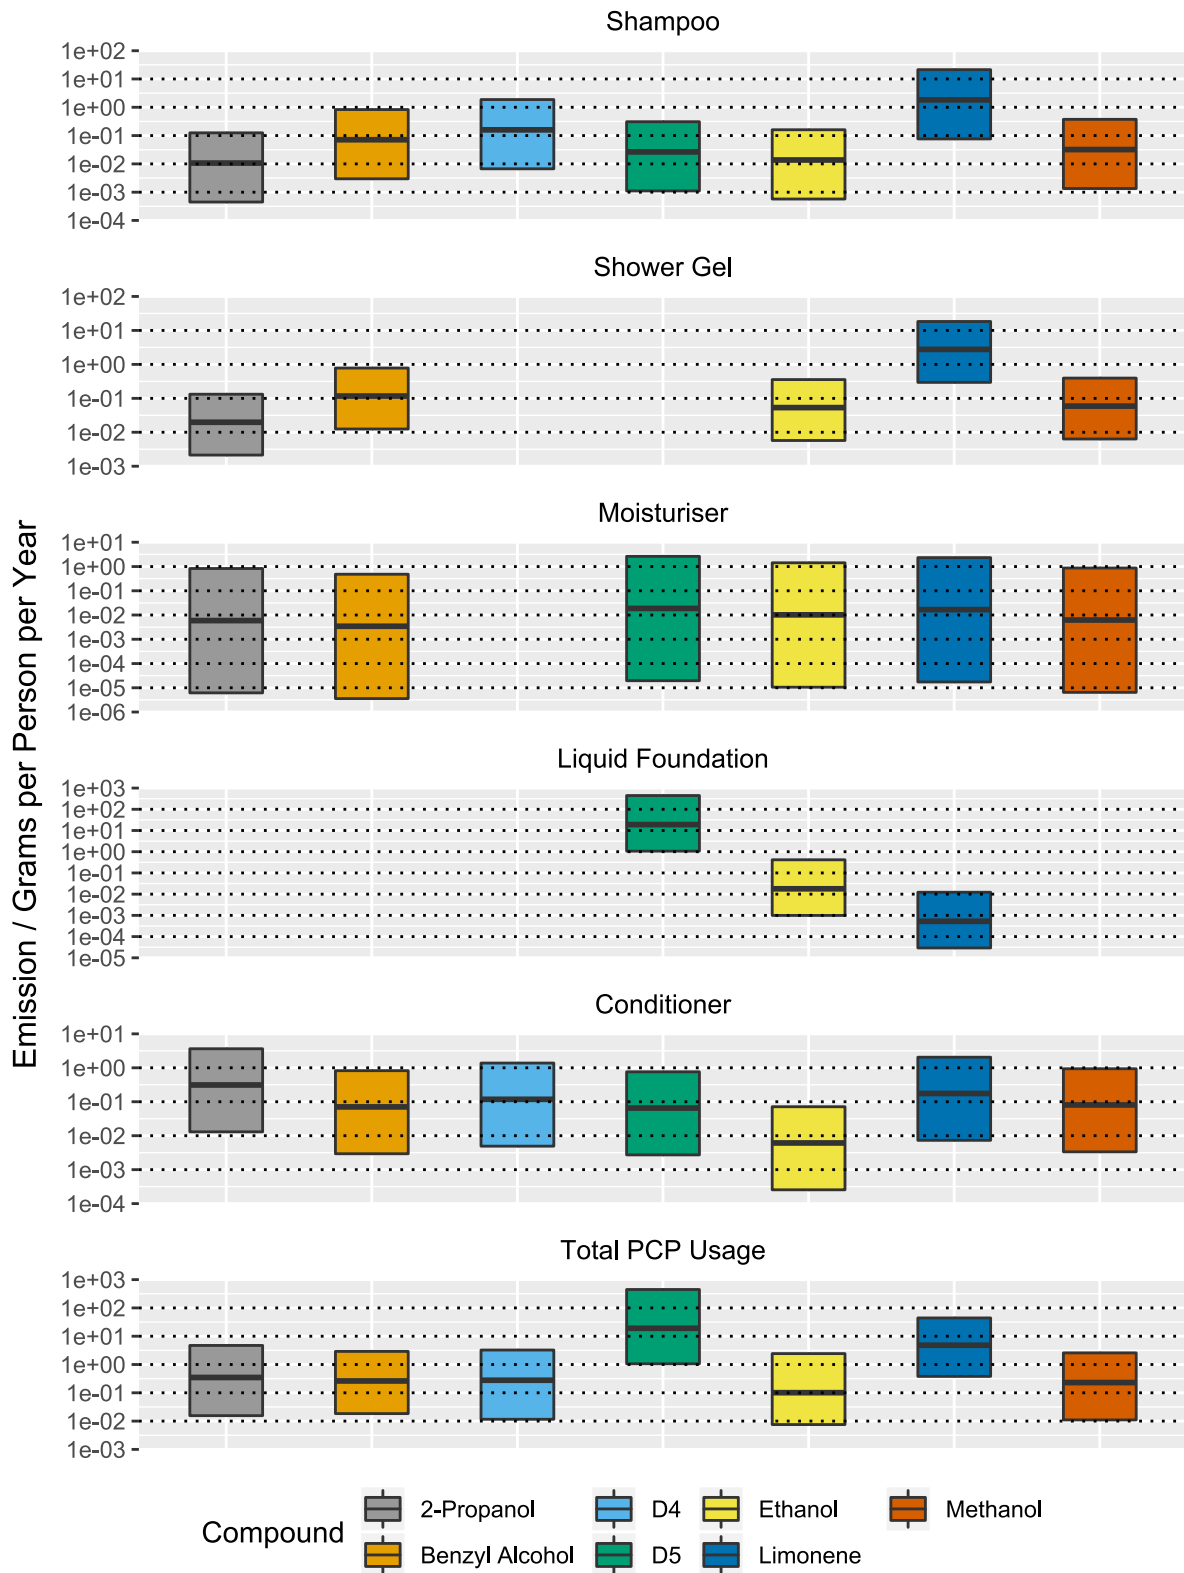 Shampoo
1e+02
1e+01
1e+00
1e-01
1e-02
1e-03
1e-04
Shower Gel
1e+02
1e+01
1e+00
1e-01
1e-02
1e-03
Moisturiser
1e+01
1e+00
1e-01
1e-02
1e-03
1e-04
1e-05
1e-06
Emission / Grams per Person per Year
Liquid Foundation
1e+03
1e+02
1e+01
1e+00
1e-01
1e-02
1e-03
1e-04
1e-05
Conditioner
1e+01
1e+00
1e-01
1e-02
1e-03
1e-04
Total PCP Usage
1e+03
1e+02
1e+01
1e+00
1e-01
1e-02
1e-03
Compound
2-Propanol D4 Ethanol Methanol
Benzyl Alcohol D5 Limonene